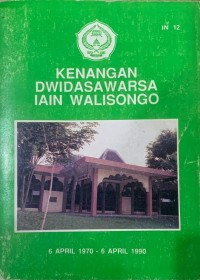 IN 12
KENANGAN
DWIDASAWARSA
IAIN WALISONGO
6 APRIL 1970 - 6 APRIL 1990